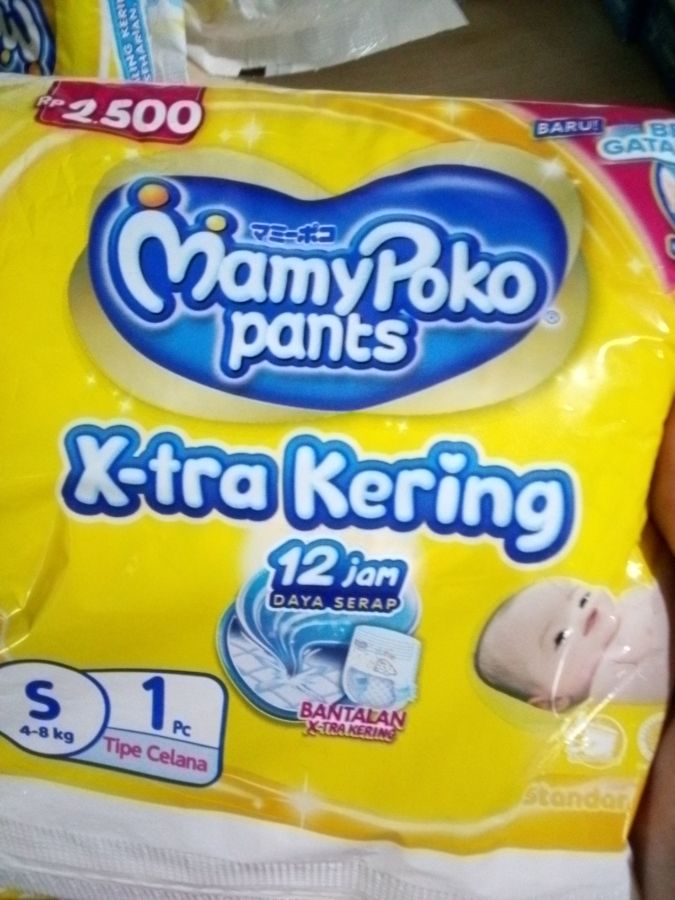 RP 2.500
BARU!
GATA
マミーポコ
MamyPoko
pants
X-tra Kering
12 jam
DAYA SERAP
BANTALAN
X-TRA KERING
S
4-8 kg
1 Pc
Tipe Celana
Standar